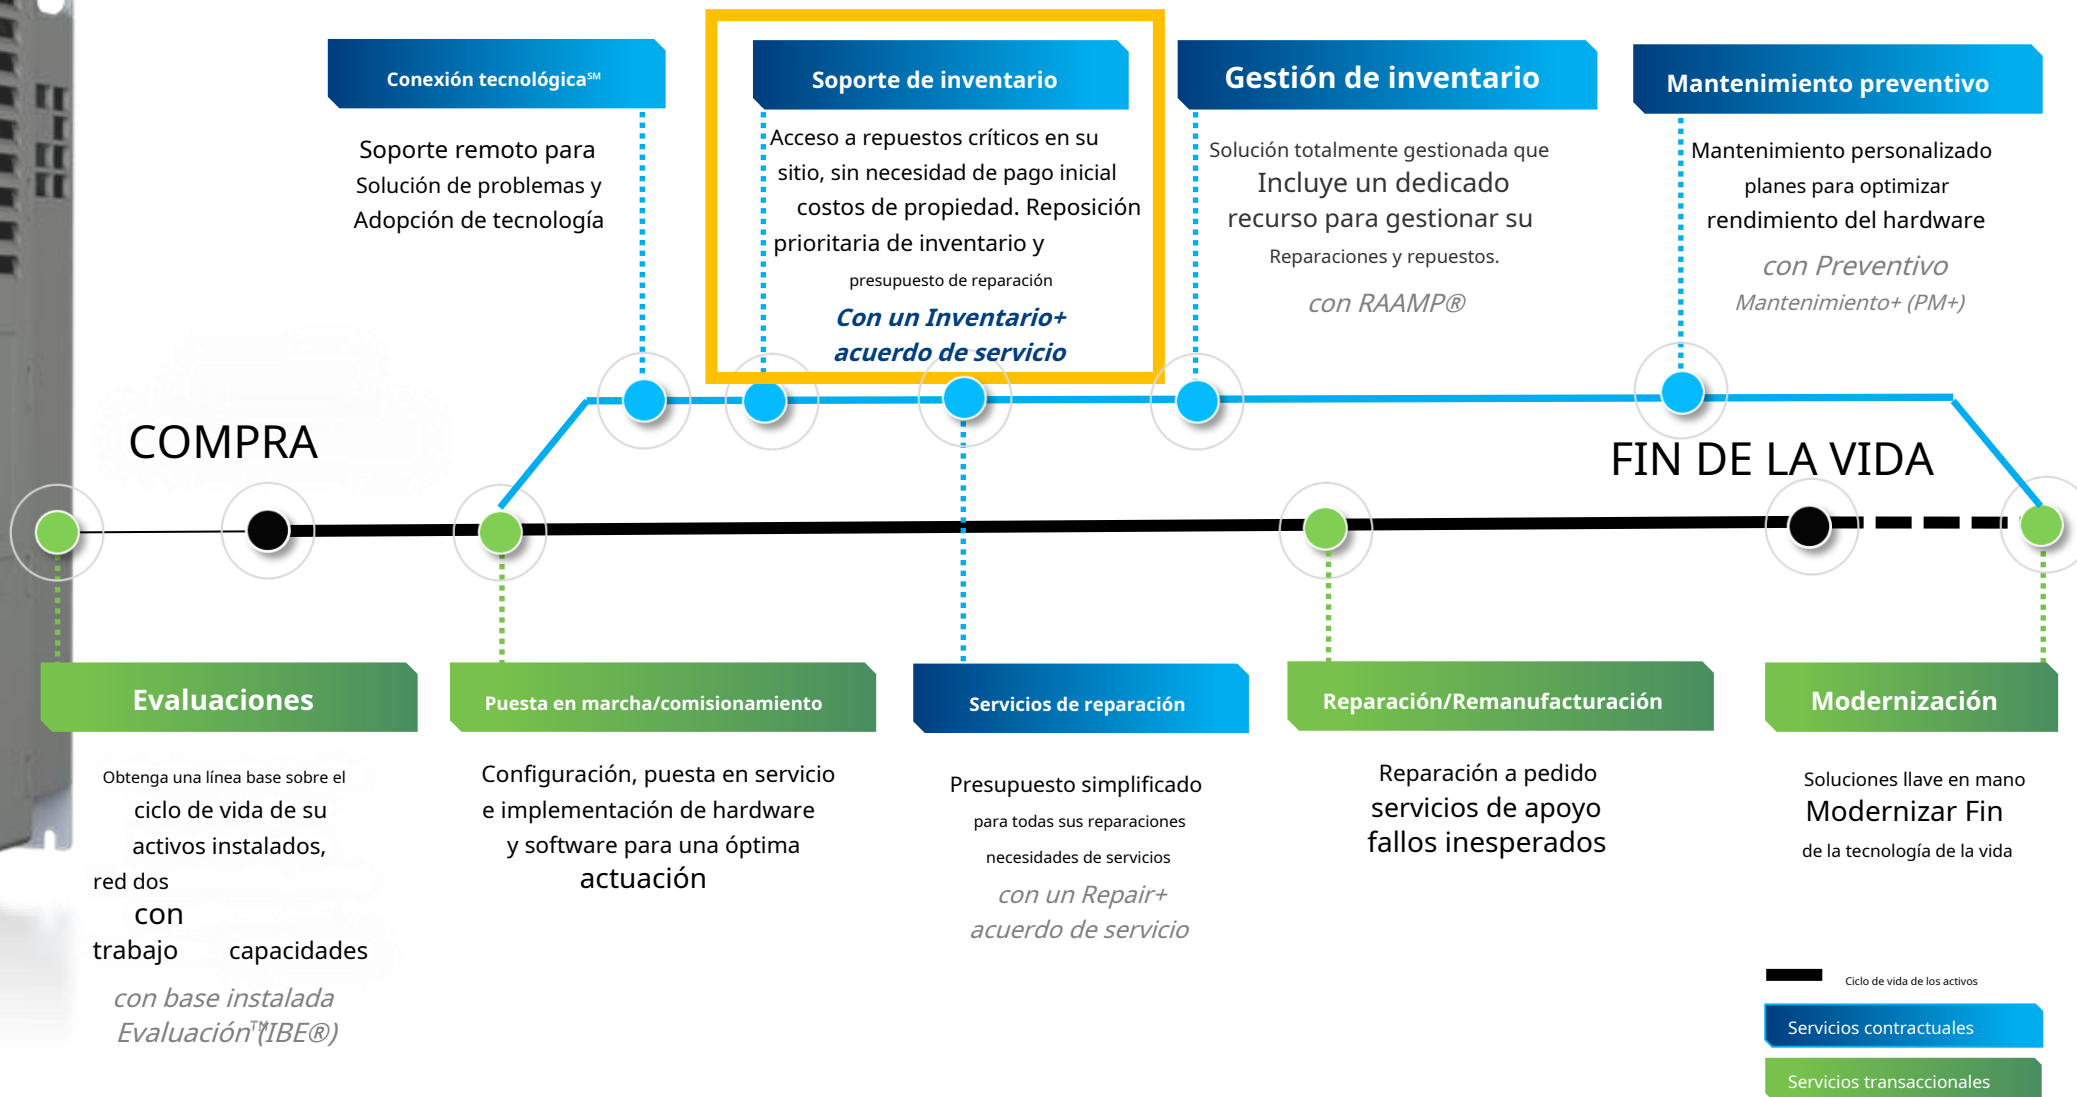 Conexión tecnológica℠
Soporte remoto para
Solución de problemas y
Adopción de tecnología
Soporte de inventario
Acceso a repuestos críticos en su
sitio, sin necesidad de pago inicial
costos de propiedad. Reposición
prioritaria de inventario y
presupuesto de reparación
Con un Inventario+
acuerdo de servicio
Gestión de inventario
Solución totalmente gestionada que
Incluye un dedicado
recurso para gestionar su
Reparaciones y repuestos.
con RAAMP®
Mantenimiento preventivo
Mantenimiento personalizado
planes para optimizar
rendimiento del hardware
con Preventivo
Mantenimiento+ (PM+)
COMPRA
FIN DE LA VIDA
Evaluaciones
Obtenga una línea base sobre el
ciclo de vida de su
activos instalados,
red dos
con
trabajo capacidades
con base instalada
Evaluación™(IBE®)
Puesta en marcha/comisionamiento
Configuración, puesta en servicio
e implementación de hardware
y software para una óptima
actuación
Servicios de reparación
Presupuesto simplificado
para todas sus reparaciones
necesidades de servicios
con un Repair+
acuerdo de servicio
Reparación/Remanufacturación
Reparación a pedido
servicios de apoyo
fallos inesperados
Modernización
Soluciones llave en mano
Modernizar Fin
de la tecnología de la vida
Ciclo de vida de los activos
Servicios contractuales
Servicios transaccionales